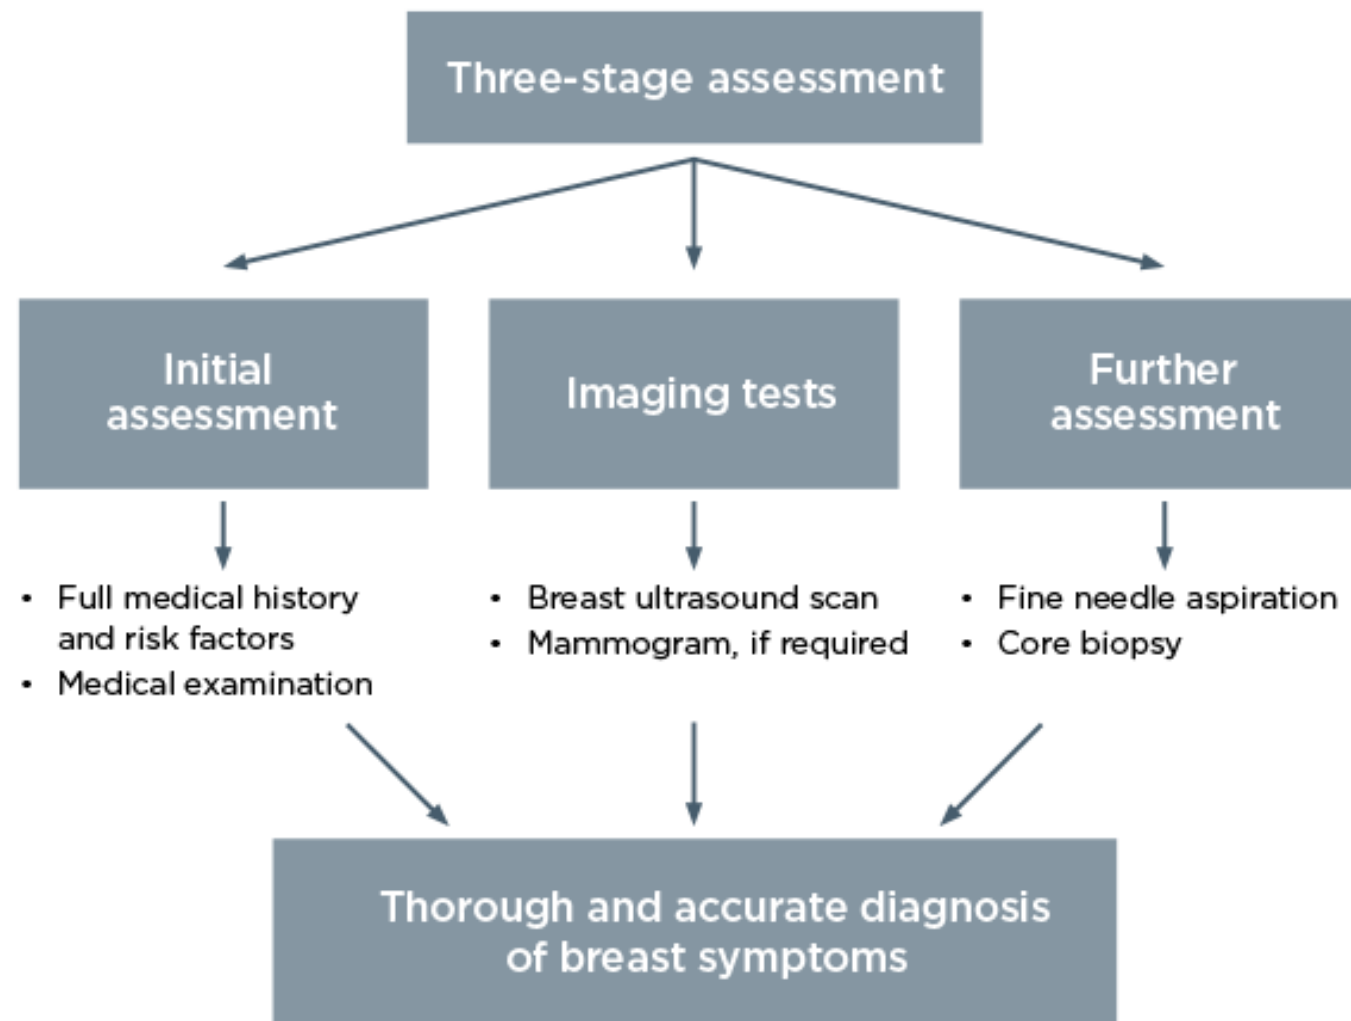 Three-stage assessment
Initial
assessment
• Full medical history
and risk factors
• Medical examination
Imaging tests
• Breast ultrasound scan
• Mammogram, if required
Further
assessment
• Fine needle aspiration
• Core biopsy
Thorough and accurate diagnosis
of breast symptoms